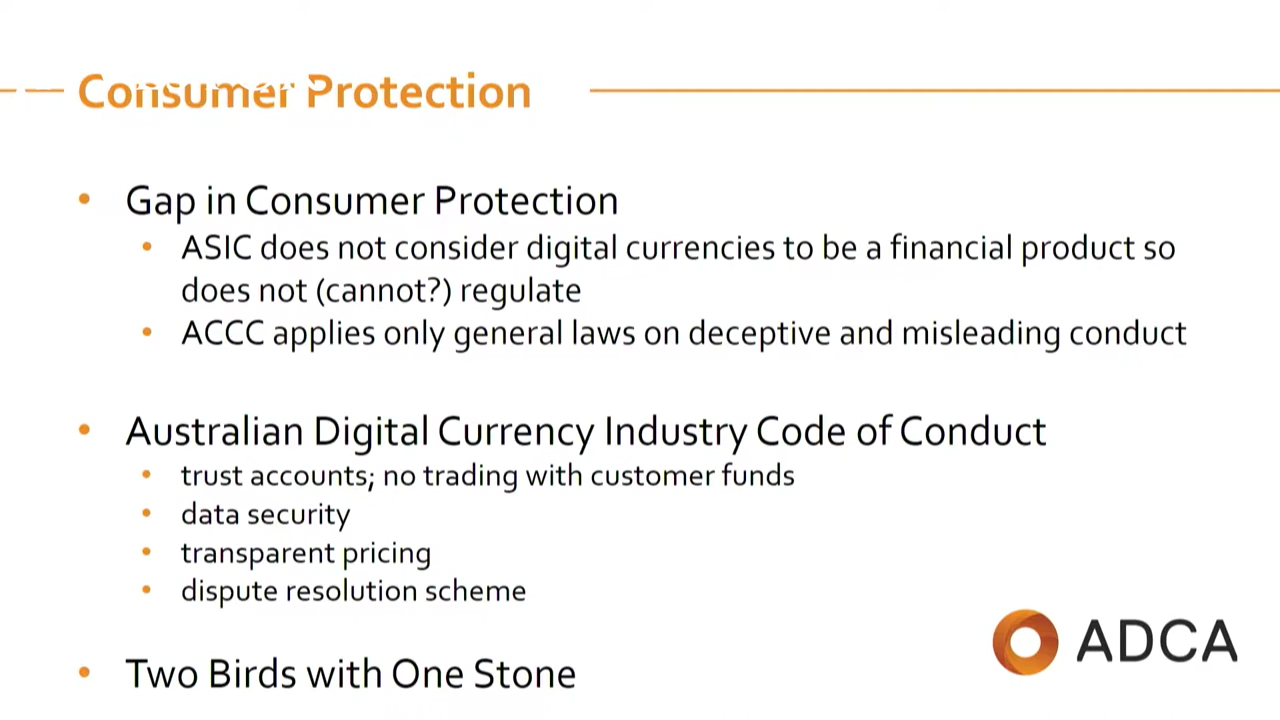 Consumer Protection
• Gap in Consumer Protection
• ASIC does not consider digital currencies to be a financial product so
does not (cannot?) regulate
• ACCC applies only general laws on deceptive and misleading conduct
• Australian Digital Currency Industry Code of Conduct
• trust accounts; no trading with customer funds
• data security
• transparent pricing
• dispute resolution scheme
ADCA
• Two Birds with One Stone